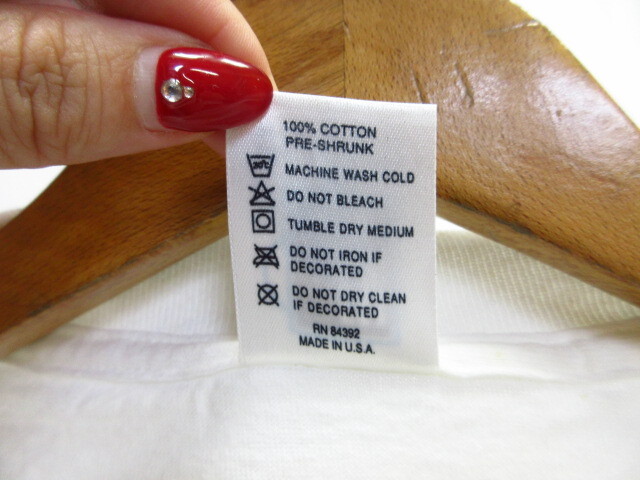 100% COTTON
PRE-SHRUNK
30°C
MACHINE WASH COLD
DO NOT BLEACH
TUMBLE DRY MEDIUM
DO NOT IRON IF
DECORATED
DO NOT DRY CLEAN
IF DECORATED
RN 84392
MADE IN U.S.A.